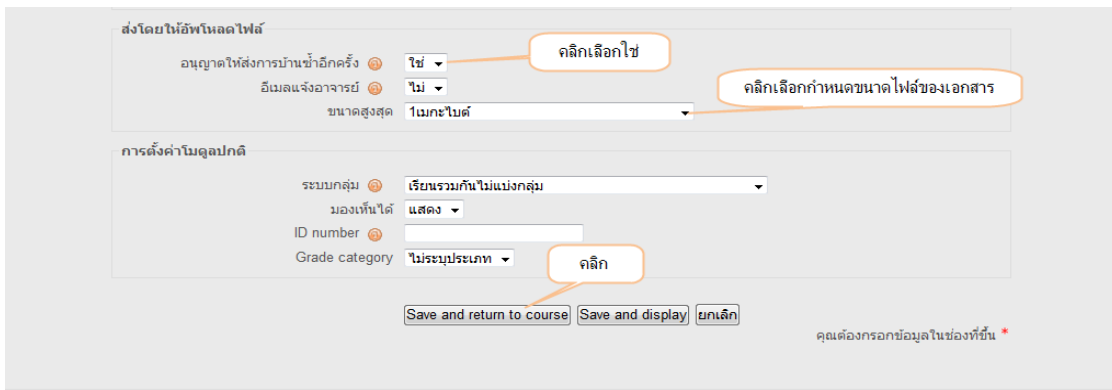 ส่งโดยให้อัพโหลดไฟล์
คลิกเลือกใช่
อนุญาตให้ส่งการบ้านซ้ำอีกครั้ง ใช่
อีเมลแจ้งอาจารย์ ไม่
คลิกเลือกกำหนดขนาดไฟล์ของเอกสาร
ขนาดสูงสุด 1เมกะไบต์
การตั้งค่าโมดูลปกติ
ระบบกลุ่ม เรียนรวมกันไม่แบ่งกลุ่ม
มองเห็นได้ แสดง
ID number
Grade category ไม่ระบุประเภท
คลิก
Save and return to course Save and display ยกเลิก
คุณต้องกรอกข้อมูลในช่องที่ขึ้น *